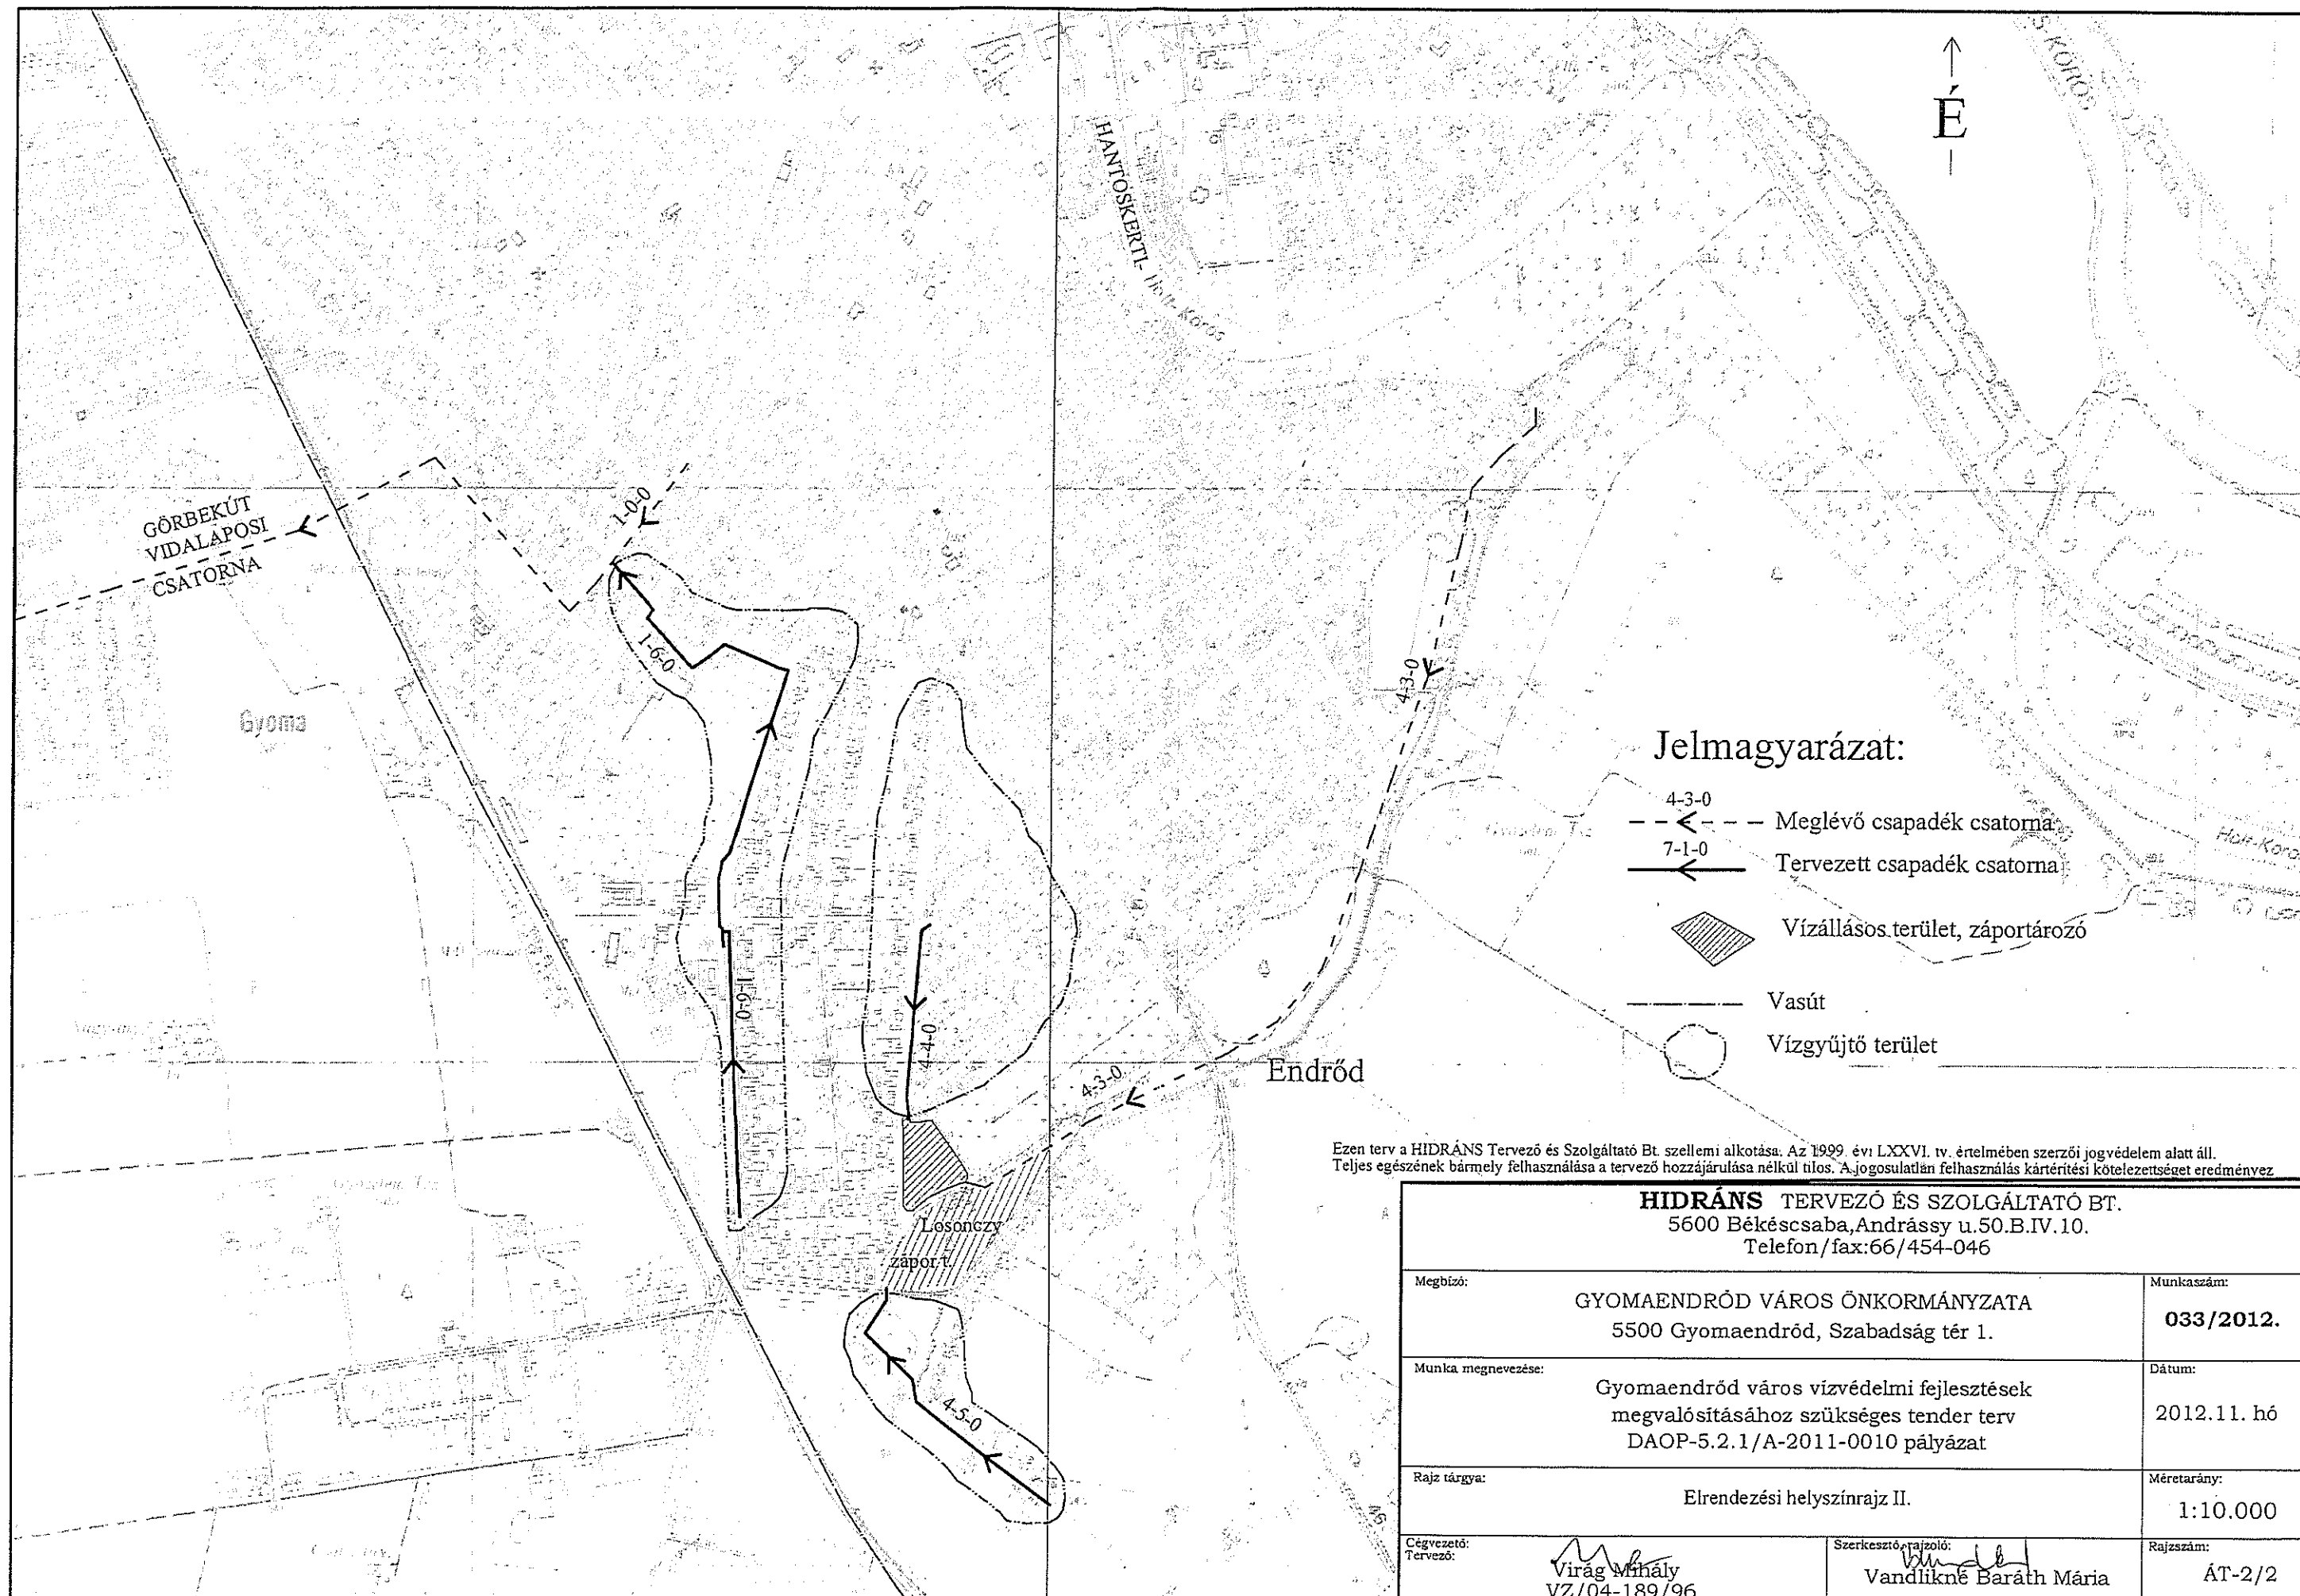 É
HANTOSKERTI- Holt-Körös
GÖRBEKÚT
VIDALAPOSI
CSATORNA
1-0-0
1-6-0
Gyoma
4-3-0
1-6-0
4-4-0
4-3-0
Endrőd
Losonczy
zápor t.
4-5-0
Jelmagyarázat:
4-3-0
Meglévő csapadék csatorna
7-1-0
Tervezett csapadék csatorna
Vízállásos terület, záportározó
Vasút
Vízgyűjtő terület
Holt-Körös
Ezen terv a HIDRÁNS Tervező és Szolgáltató Bt. szellemi alkotása. Az 1999. évi LXXVI. tv. értelmében szerzői jogvédelem alatt áll.
Teljes egészének bármely felhasználása a tervező hozzájárulása nélkül tilos. A jogosulatlan felhasználás kártérítési kötelezettséget eredményez
HIDRÁNS TERVEZŐ ÉS SZOLGÁLTATÓ BT.
5600 Békéscsaba,Andrássy u.50.B.IV.10.
Telefon/fax:66/454-046
Megbízó:
GYOMAENDRŐD VÁROS ÖNKORMÁNYZATA
5500 Gyomaendrőd, Szabadság tér 1.
Munkaszám:
033/2012.
Munka megnevezése:
Gyomaendrőd város vízvédelmi fejlesztések
megvalósításához szükséges tender terv
DAOP-5.2.1/A-2011-0010 pályázat
Dátum:
2012.11. hó
Rajz tárgya:
Elrendezési helyszínrajz II.
Méretarány:
1:10.000
Cégvezető:
Tervező:
Virág Mihály
VZ/04-189/96
Szerkesztő, rajzoló:
Vandlikné Baráth Mária
Rajzszám:
ÁT-2/2